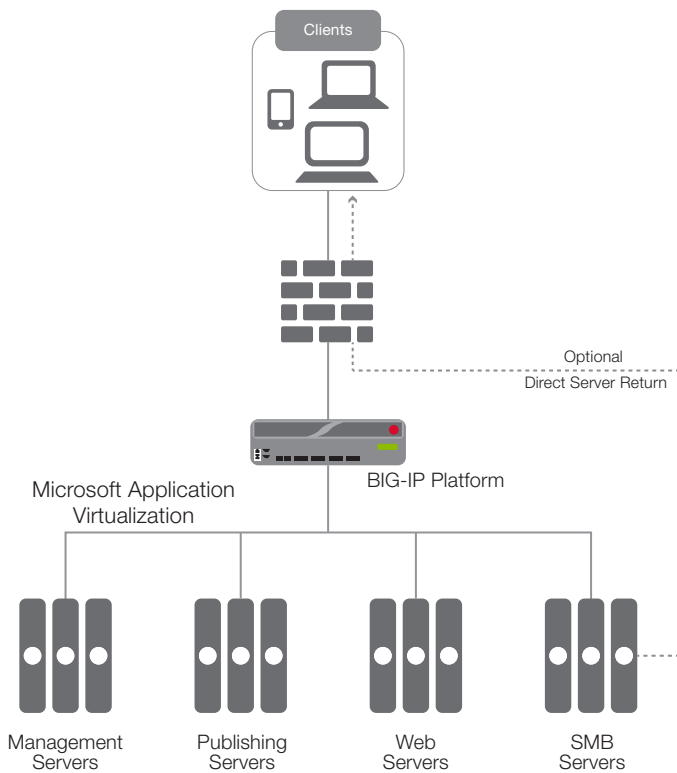 Clients
Optional
Direct Server Return
BIG-IP Platform
Microsoft Application
Virtualization
Management
Servers
Publishing
Servers
Web
Servers
SMB
Servers